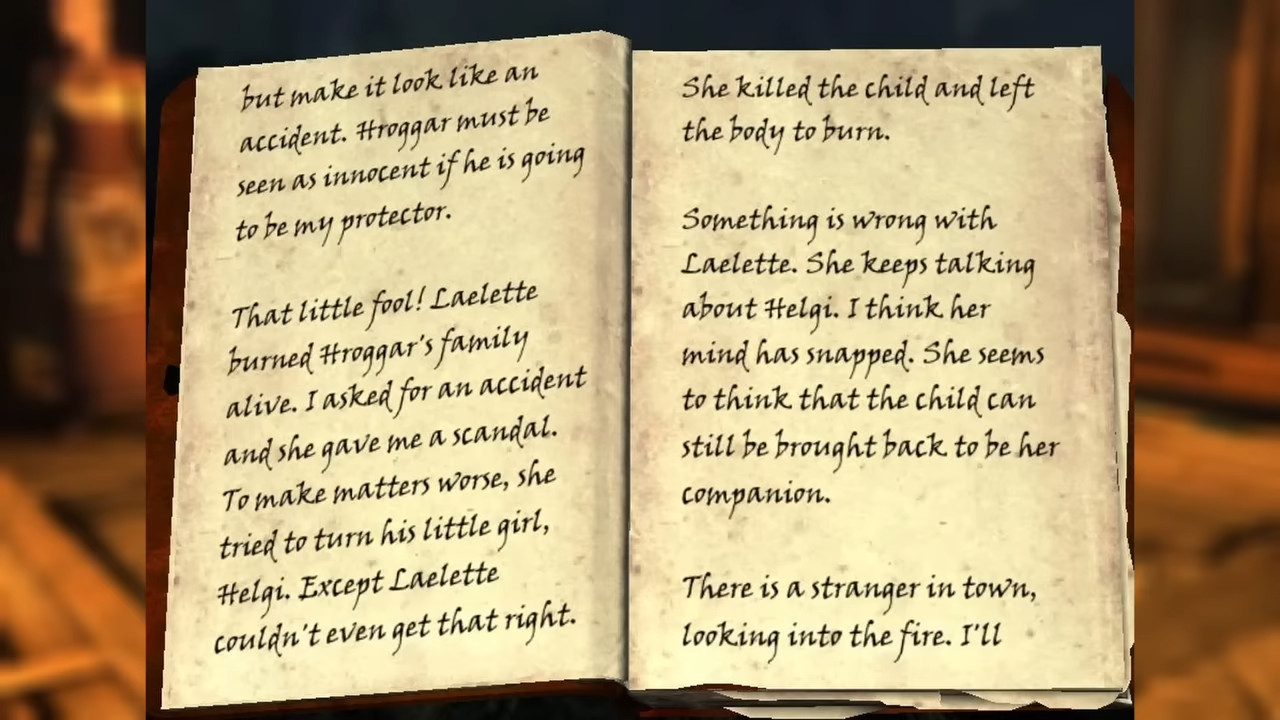 but make it look like an
accident. Hroggar must be
seen as innocent if he is going
to be my protector.
That little fool! Laelette
burned Hroggar's family
alive. I asked for an accident
and she gave me a scandal.
To make matters worse, she
tried to turn his little girl,
Helgi. Except Laelette
couldn't even get that right.
She killed the child and left
the body to burn.
Something is wrong with
Laelette. She keeps talking
about Helgi. I think her
mind has snapped. She seems
to think that the child can
still be brought back to be her
companion.
There is a stranger in town,
looking into the fire. I'll